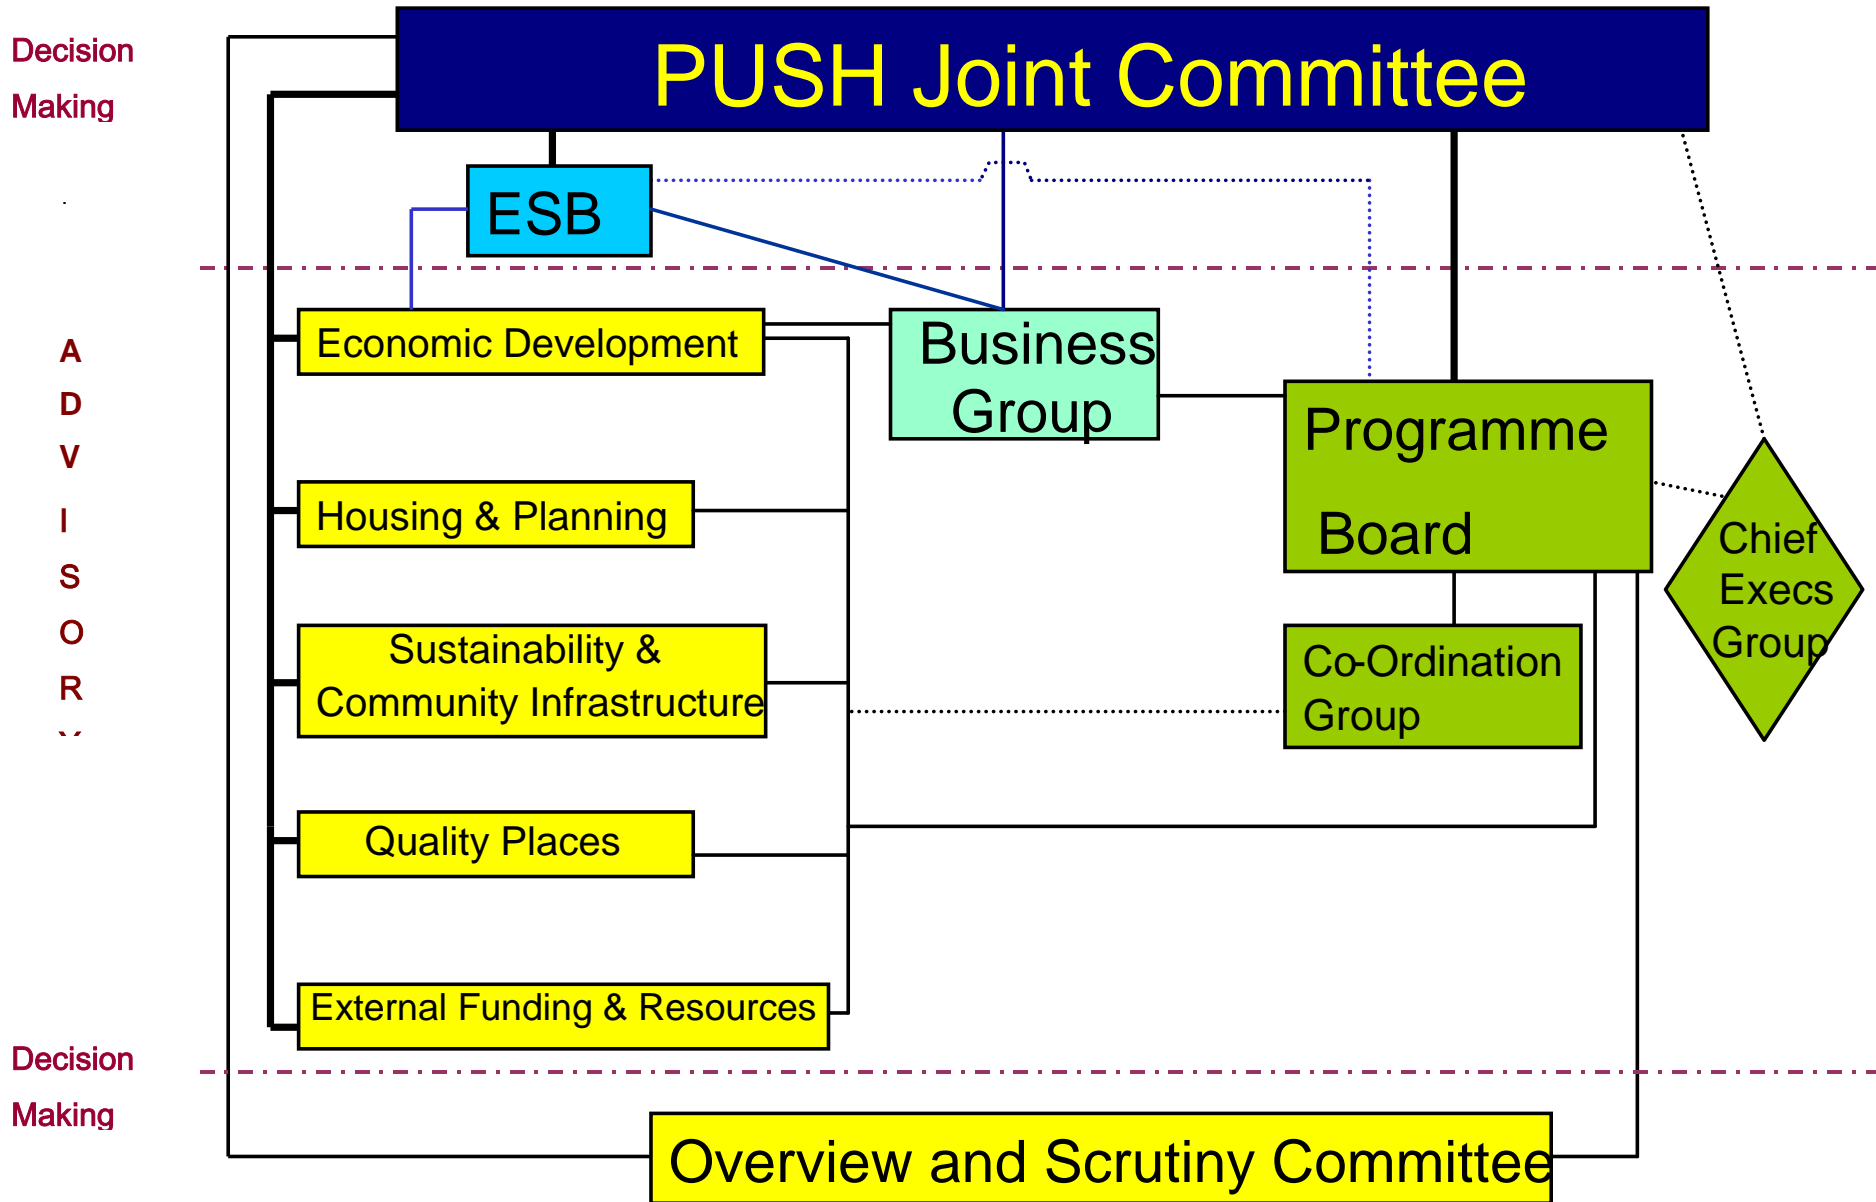 Decision
Making
PUSH Joint Committee
ESB
A
D
V
I
S
O
R
Y
Economic Development
Business
Group
Housing & Planning
Programme
Board
Chief
Execs
Group
Sustainability &
Community Infrastructure
Co-Ordination
Group
Quality Places
External Funding & Resources
Decision
Making
Overview and Scrutiny Committee